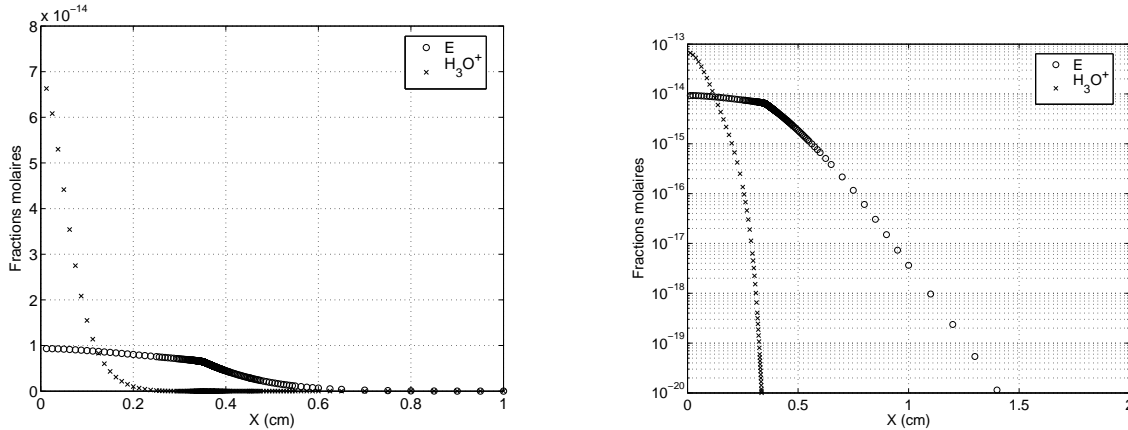 x 10⁻¹⁴
8
7
6
5
4
3
2
1
0
Fractions molaires
0 0.2 0.4 0.6 0.8 1
X (cm)
E
H₃O⁺
10⁻¹³
10⁻¹⁴
10⁻¹⁵
10⁻¹⁶
10⁻¹⁷
10⁻¹⁸
10⁻¹⁹
10⁻²⁰
Fractions molaires
0 0.5 1 1.5 2
X (cm)
E
H₃O⁺